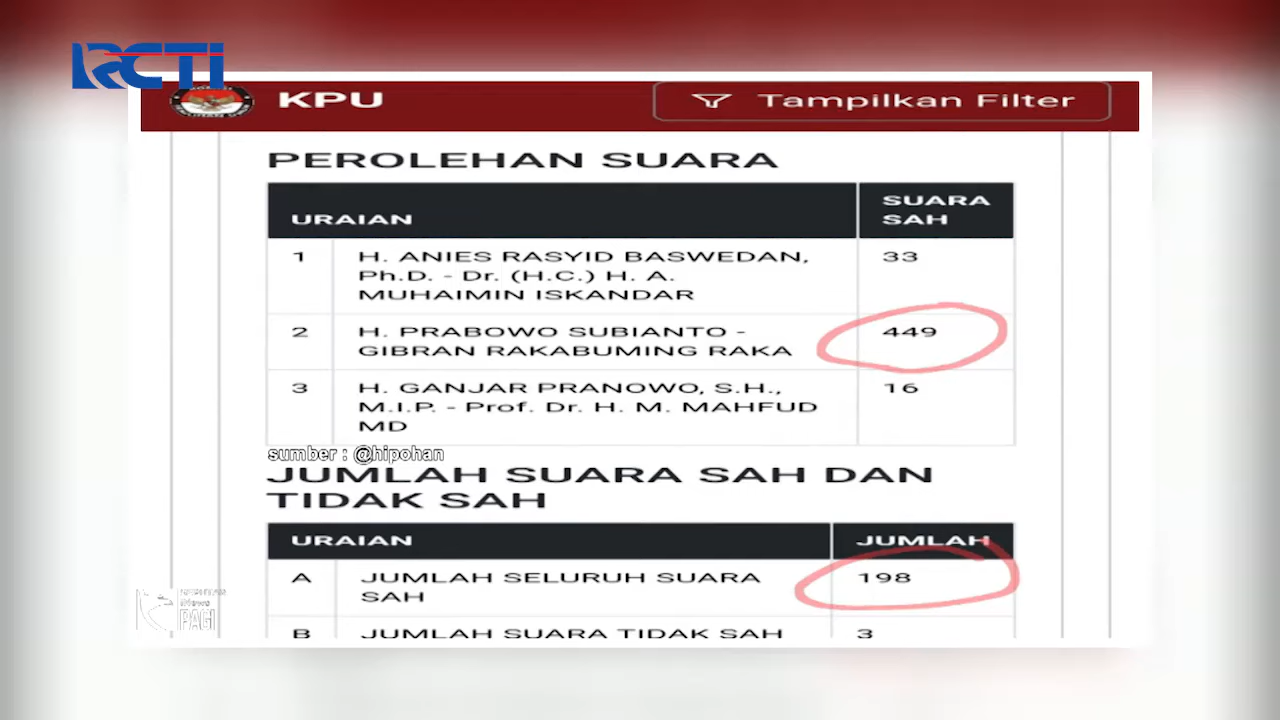 RCTI
KPU
Tampilkan Filter
PEROLEHAN SUARA
URAIAN
SUARA
SAH
1
H. ANIES RASYID BASWEDAN,
Ph.D. - Dr. (H.C.) H. A.
MUHAIMIN ISKANDAR
33
2
H. PRABOWO SUBIANTO -
GIBRAN RAKABUMING RAKA
449
3
H. GANJAR PRANOWO, S.H.,
M.I.P. - Prof. Dr. H. M. MAHFUD
MD
16
sumber : @hipohan
JUMLAH SUARA SAH DAN
TIDAK SAH
URAIAN
JUMLAH
A
JUMLAH SELURUH SUARA
SAH
198
B
JUMLAH SUARA TIDAK SAH
3
PAGI